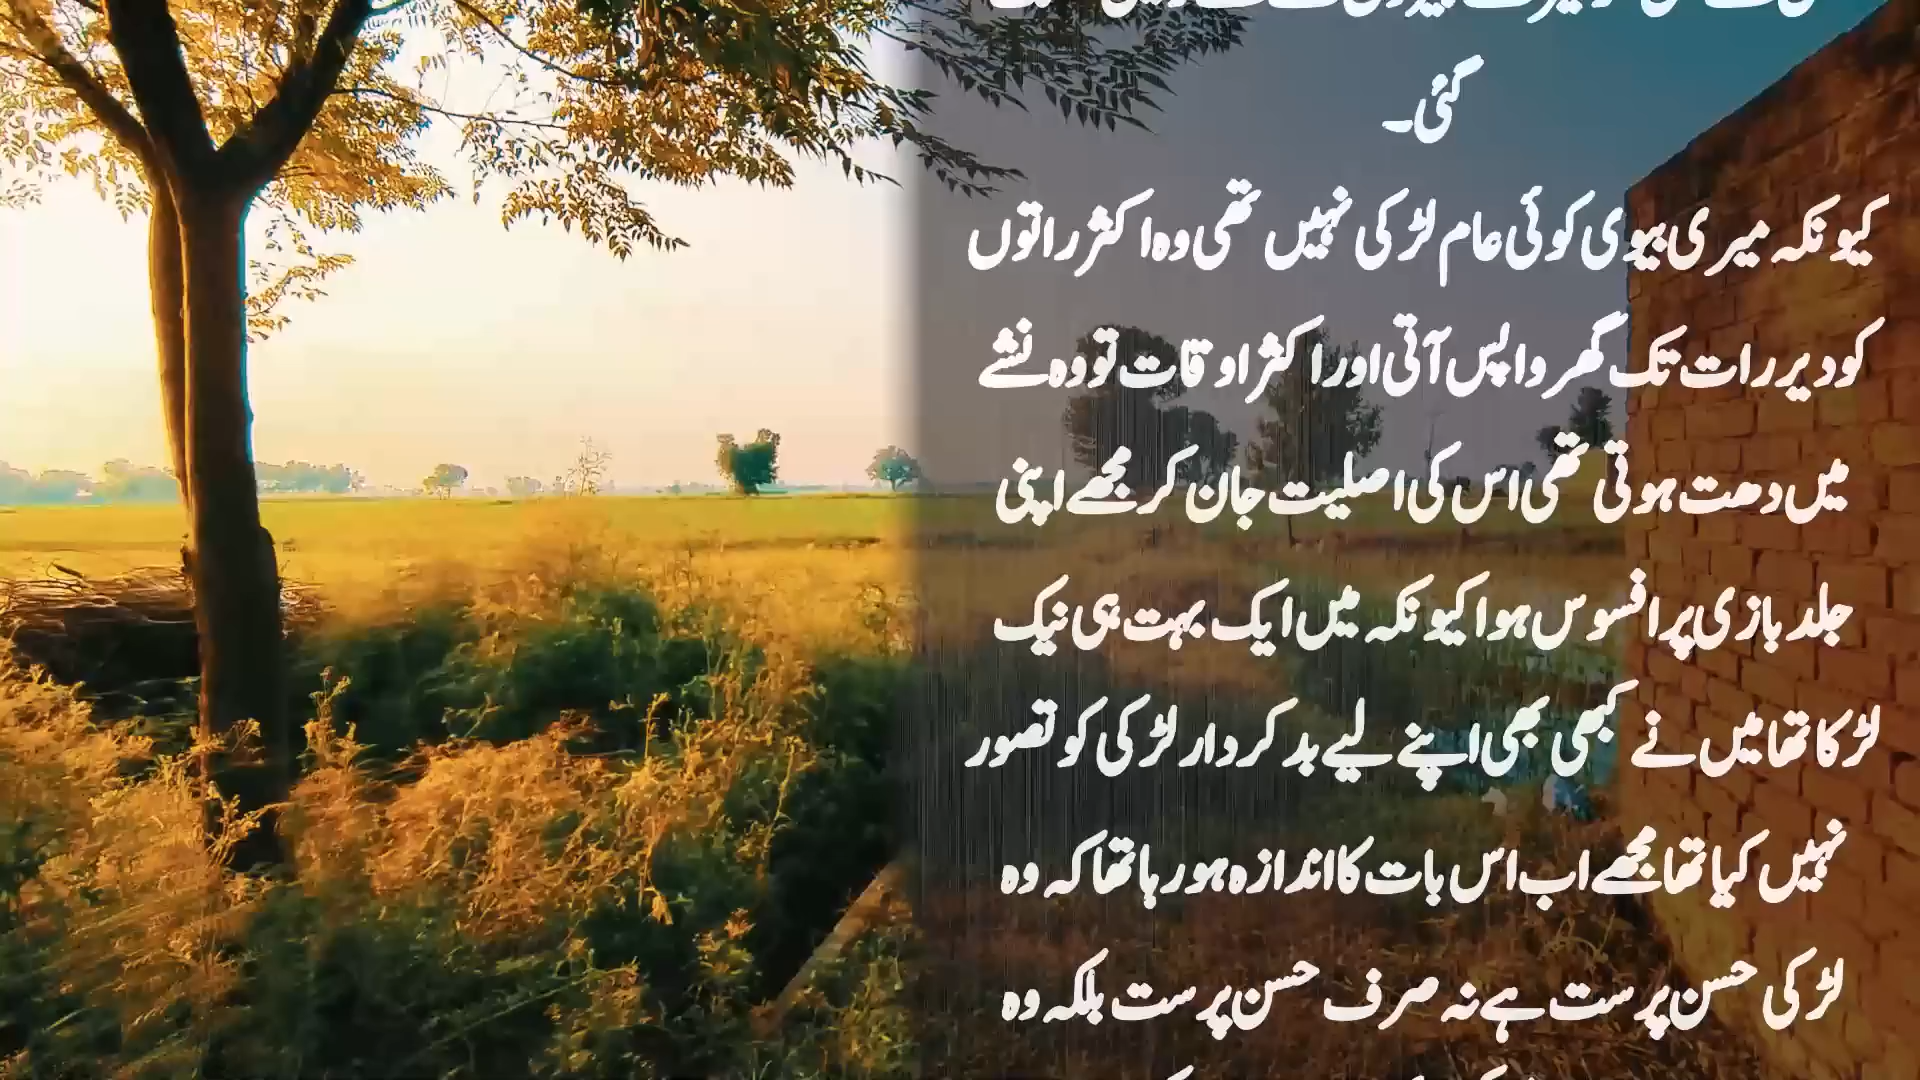 گئی۔
کیونکہ میری بیوی کوئی عام لڑکی نہیں تھی وہ اکثر راتوں
کو دیر رات تک گھر واپس آتی اور اکثر اوقات تو وہ نشے
میں دھت ہوتی تھی اس کی اصلیت جان کر مجھے اپنی
جلد بازی پر افسوس ہوا کیونکہ میں ایک بہت ہی نیک
لڑکا تھا میں نے کبھی بھی اپنے لیے بد کردار لڑکی کو تصور
نہیں کیا تھا مجھے اب اس بات کا اندازہ ہو رہا تھا کہ وہ
لڑکی حسن پرست ہے نہ صرف حسن پرست بلکہ وہ